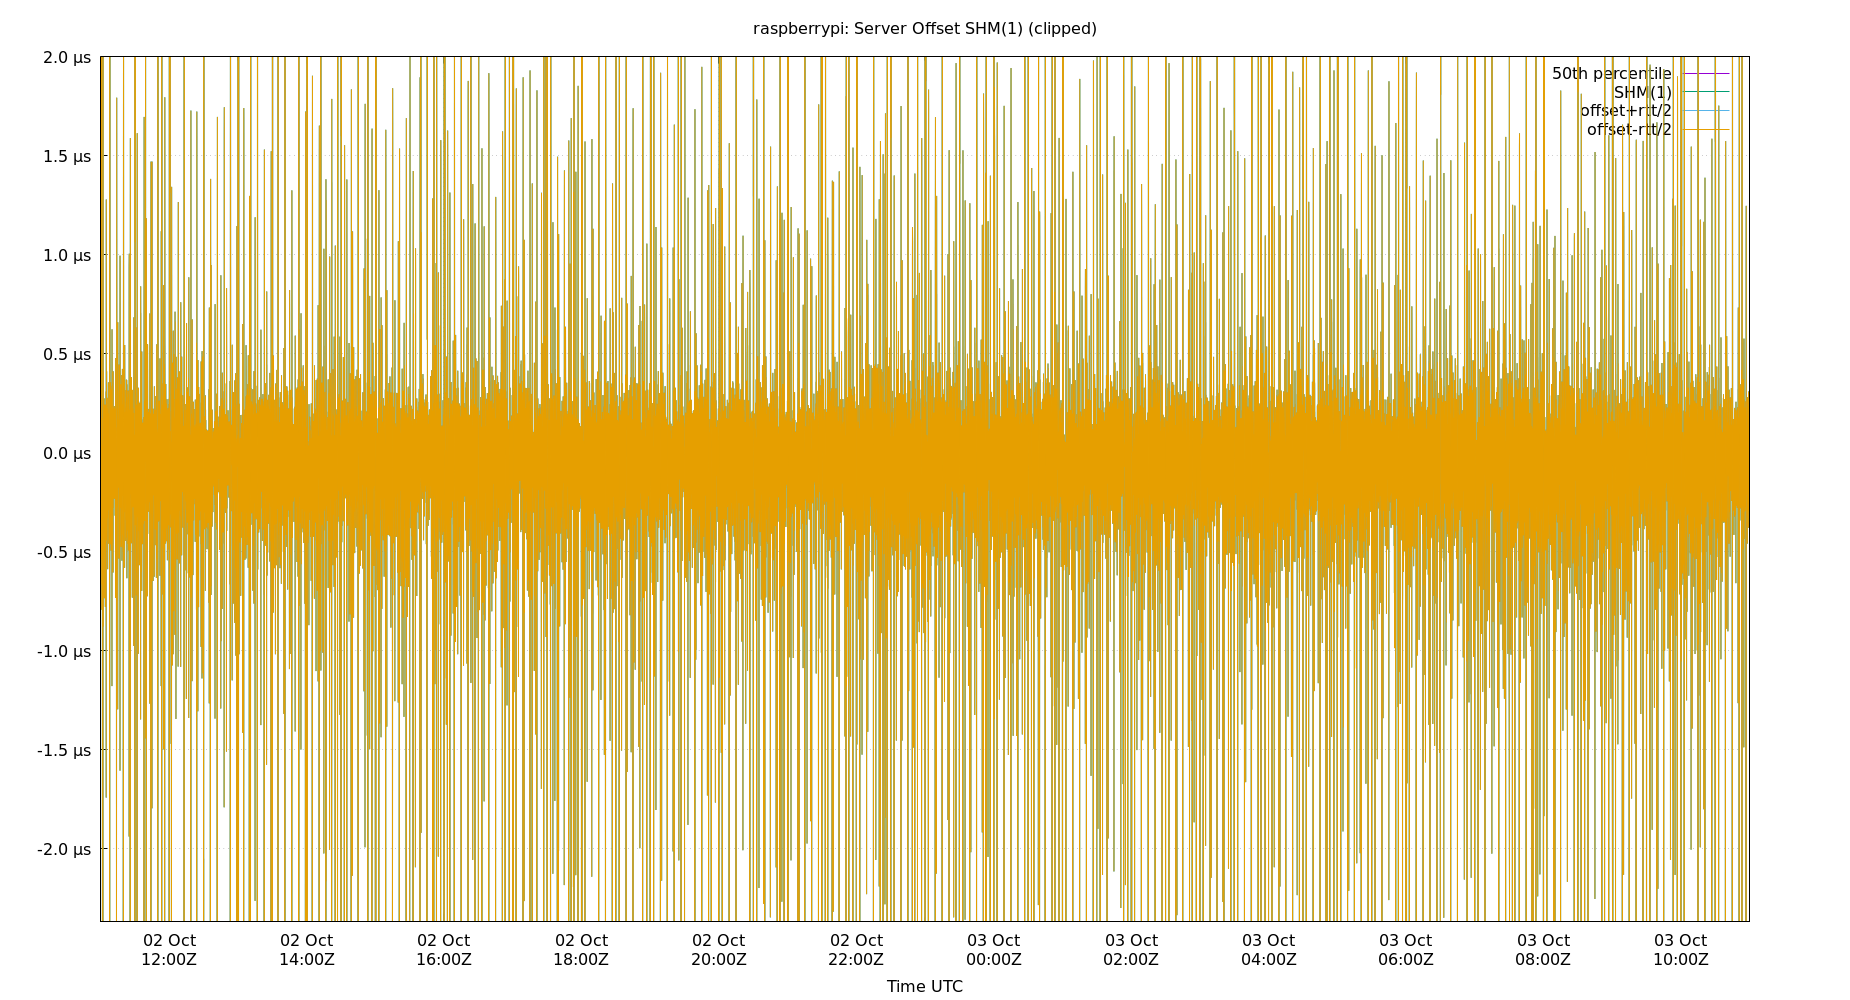 raspberrypi: Server Offset SHM(1) (clipped)
2.0 µs
1.5 µs
1.0 µs
0.5 µs
0.0 µs
-0.5 µs
-1.0 µs
-1.5 µs
-2.0 µs
50th percentile
SHM(1)
offset+rtt/2
offset-rtt/2
02 Oct 02 Oct 02 Oct 02 Oct 02 Oct 02 Oct 03 Oct 03 Oct 03 Oct 03 Oct 03 Oct 03 Oct
12:00Z 14:00Z 16:00Z 18:00Z 20:00Z 22:00Z 00:00Z 02:00Z 04:00Z 06:00Z 08:00Z 10:00Z
Time UTC